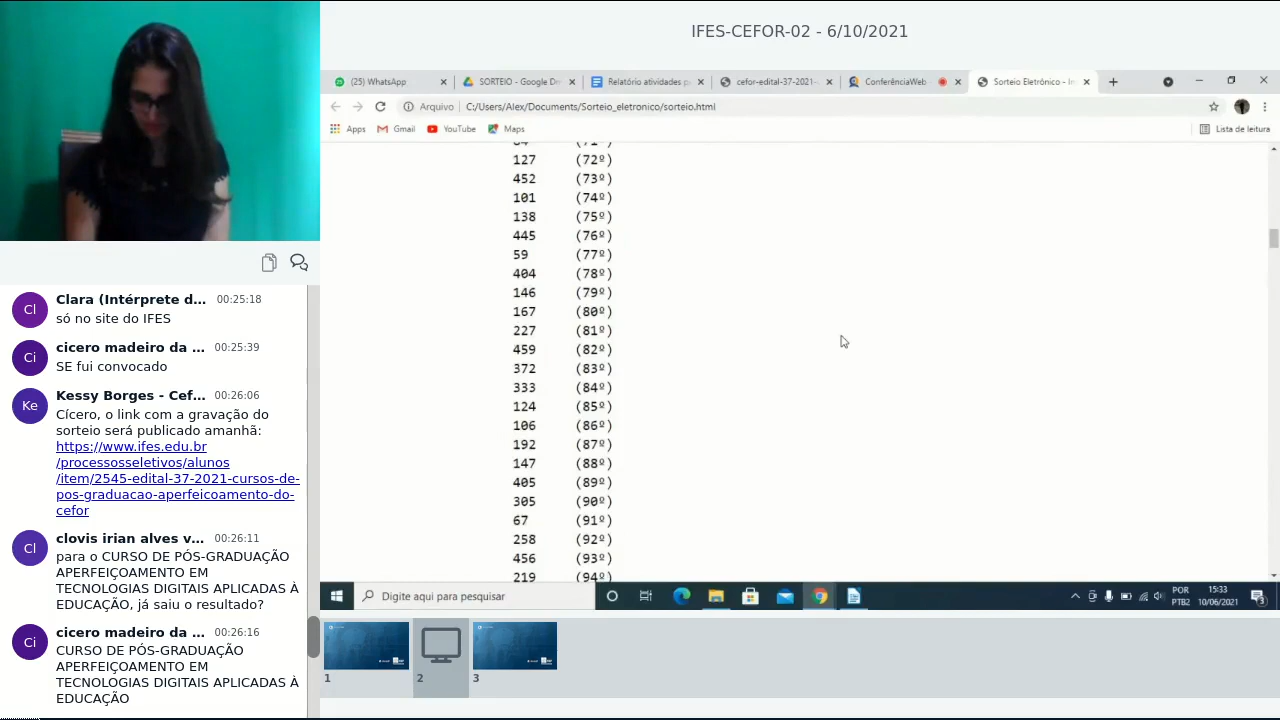 IFES-CEFOR-02 - 6/10/2021
(25) WhatsApp
SORTEIO - Google Dri
Relatório atividades p
cefor-edital-37-2021-
ConferênciaWeb
Sorteio Eletrônico - In
Arquivo C:/Users/Alex/Documents/Sorteio_eletronico/sorteio.html
Apps Gmail YouTube Maps Lista de leitura
127 (72º)
452 (73º)
101 (74º)
138 (75º)
445 (76º)
59 (77º)
404 (78º)
146 (79º)
167 (80º)
227 (81º)
459 (82º)
372 (83º)
333 (84º)
124 (85º)
106 (86º)
192 (87º)
147 (88º)
405 (89º)
305 (90º)
67 (91º)
258 (92º)
456 (93º)
219 (94º)
Digite aqui para pesquisar
POR
PTB2
15:33
10/06/2021
3
1
2
3
Cl
Clara (Intérprete d... 00:25:18
só no site do IFES
Ci
cicero madeiro da ... 00:25:39
SE fui convocado
Ke
Kessy Borges - Cef... 00:26:06
Cícero, o link com a gravação do
sorteio será publicado amanhã:
https://www.ifes.edu.br
/processosseletivos/alunos
/item/2545-edital-37-2021-cursos-de-
pos-graduacao-aperfeicoamento-do-
cefor
Cl
clovis irian alves v... 00:26:11
para o CURSO DE PÓS-GRADUAÇÃO
APERFEIÇOAMENTO EM
TECNOLOGIAS DIGITAIS APLICADAS À
EDUCAÇÃO, já saiu o resultado?
Ci
cicero madeiro da ... 00:26:16
CURSO DE PÓS-GRADUAÇÃO
APERFEIÇOAMENTO EM
TECNOLOGIAS DIGITAIS APLICADAS À
EDUCAÇÃO